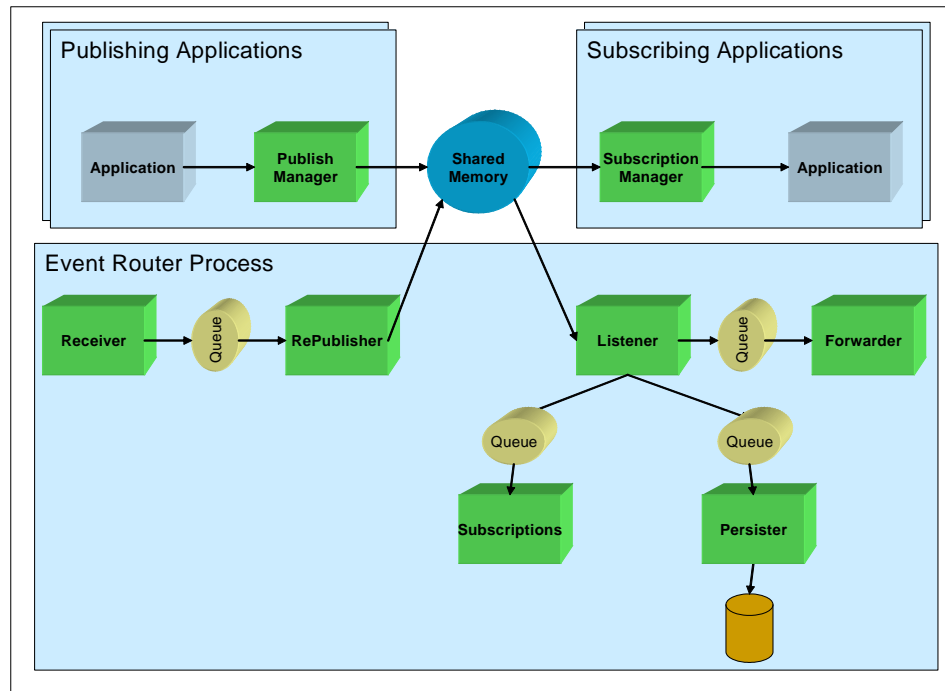 Publishing Applications
Subscribing Applications
Application
Publish
Manager
Shared
Memory
Subscription
Manager
Application
Event Router Process
Receiver
Queue
RePublisher
Listener
Queue
Forwarder
Queue
Queue
Subscriptions
Persister